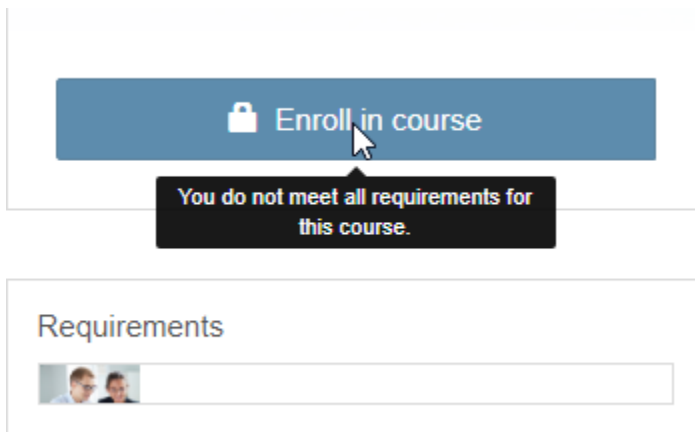 Enroll in course
You do not meet all requirements for
this course.
Requirements